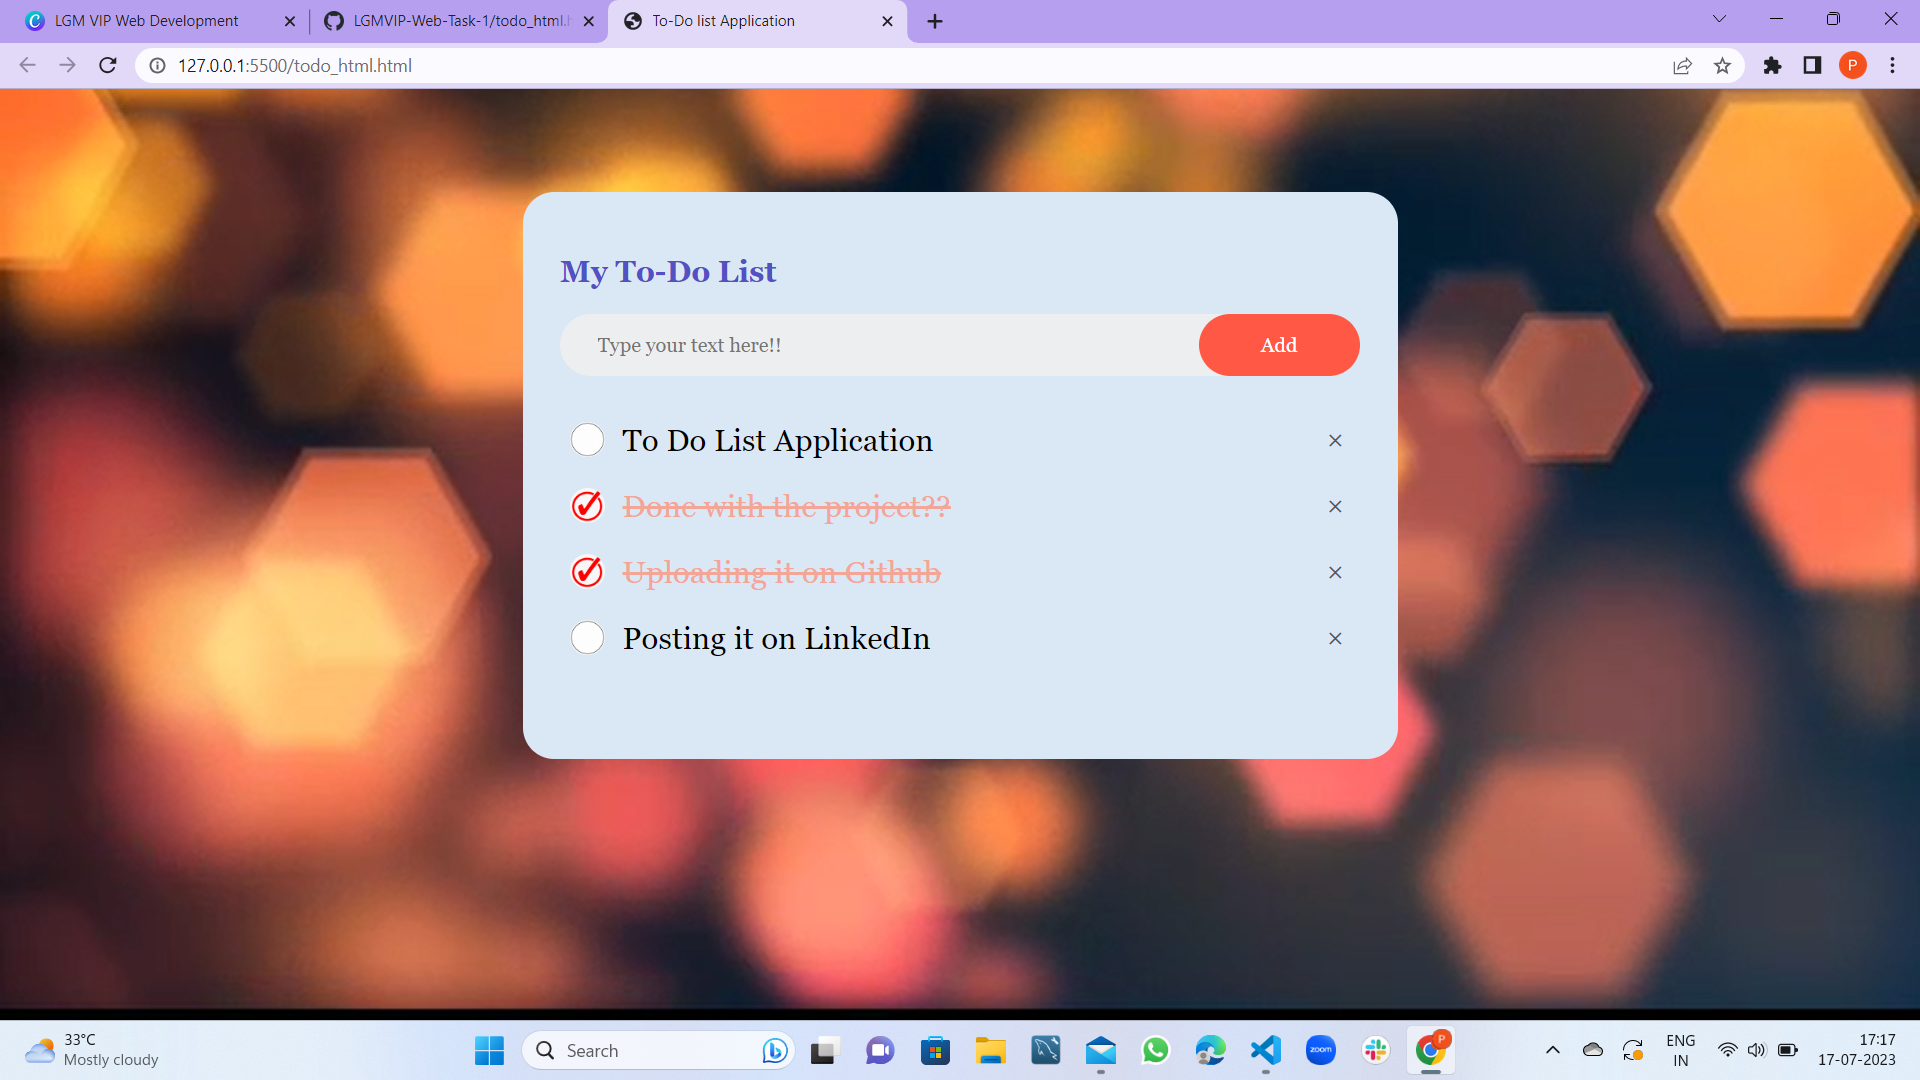 LGM VIP Web Development
LGMVIP-Web-Task-1/todo_html.h
To-Do list Application
127.0.0.1:5500/todo_html.html
P
My To-Do List
Type your text here!!
Add
To Do List Application
Done with the project??
Uploading it on Github
Posting it on LinkedIn
33°C
Mostly cloudy
Search
zoom
P
ENG
IN
17:17
17-07-2023